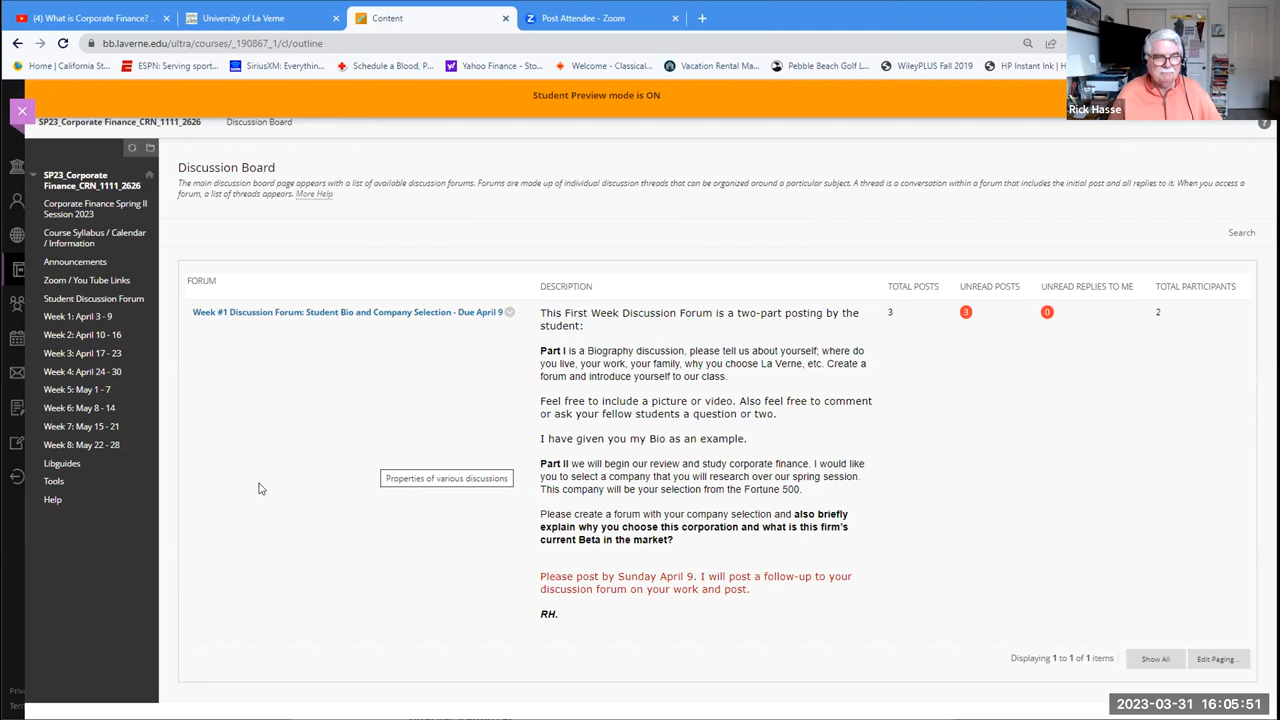 (4) What is Corporate Finance? ..
University of La Verne
Content
Post Attendee - Zoom
bb.laverne.edu/ultra/courses/_190867_1/cl/outline
Home | California St...
ESPN: Serving sport...
SiriusXM: Everythin...
Schedule a Blood, P...
Yahoo Finance - Sto...
Welcome - Classical...
Vacation Rental Ma...
Pebble Beach Golf L...
WileyPLUS Fall 2019
HP Instant Ink | H
Student Preview mode is ON
Rick Hasse
SP23_Corporate Finance_CRN_1111_2626
Discussion Board
SP23_Corporate
Finance_CRN_1111_2626
Corporate Finance Spring II
Session 2023
Course Syllabus / Calendar
/ Information
Announcements
Zoom / You Tube Links
Student Discussion Forum
Week 1: April 3 - 9
Week 2: April 10 - 16
Week 3: April 17 - 23
Week 4: April 24 - 30
Week 5: May 1 - 7
Week 6: May 8 - 14
Week 7: May 15 - 21
Week 8: May 22 - 28
Libguides
Tools
Help
Discussion Board
The main discussion board page appears with a list of available discussion forums. Forums are made up of individual discussion threads that can be organized around a particular subject. A thread is a conversation within a forum that includes the initial post and all replies to it. When you access a
forum, a list of threads appears. More Help
Search
FORUM
DESCRIPTION
TOTAL POSTS
UNREAD POSTS
UNREAD REPLIES TO ME
TOTAL PARTICIPANTS
Week #1 Discussion Forum: Student Bio and Company Selection - Due April 9
This First Week Discussion Forum is a two-part posting by the
student:
3
3
0
2
Part I is a Biography discussion, please tell us about yourself; where do
you live, your work, your family, why you choose La Verne, etc. Create a
forum and introduce yourself to our class.
Feel free to include a picture or video. Also feel free to comment
or ask your fellow students a question or two.
I have given you my Bio as an example.
Part II we will begin our review and study corporate finance. I would like
you to select a company that you will research over our spring session.
This company will be your selection from the Fortune 500.
Properties of various discussions
Please create a forum with your company selection and also briefly
explain why you choose this corporation and what is this firm's
current Beta in the market?
Please post by Sunday April 9. I will post a follow-up to your
discussion forum on your work and post.
RH.
Displaying 1 to 1 of 1 items
Show All
Edit Paging...
Priv
Term
2023-03-31 16:05:51